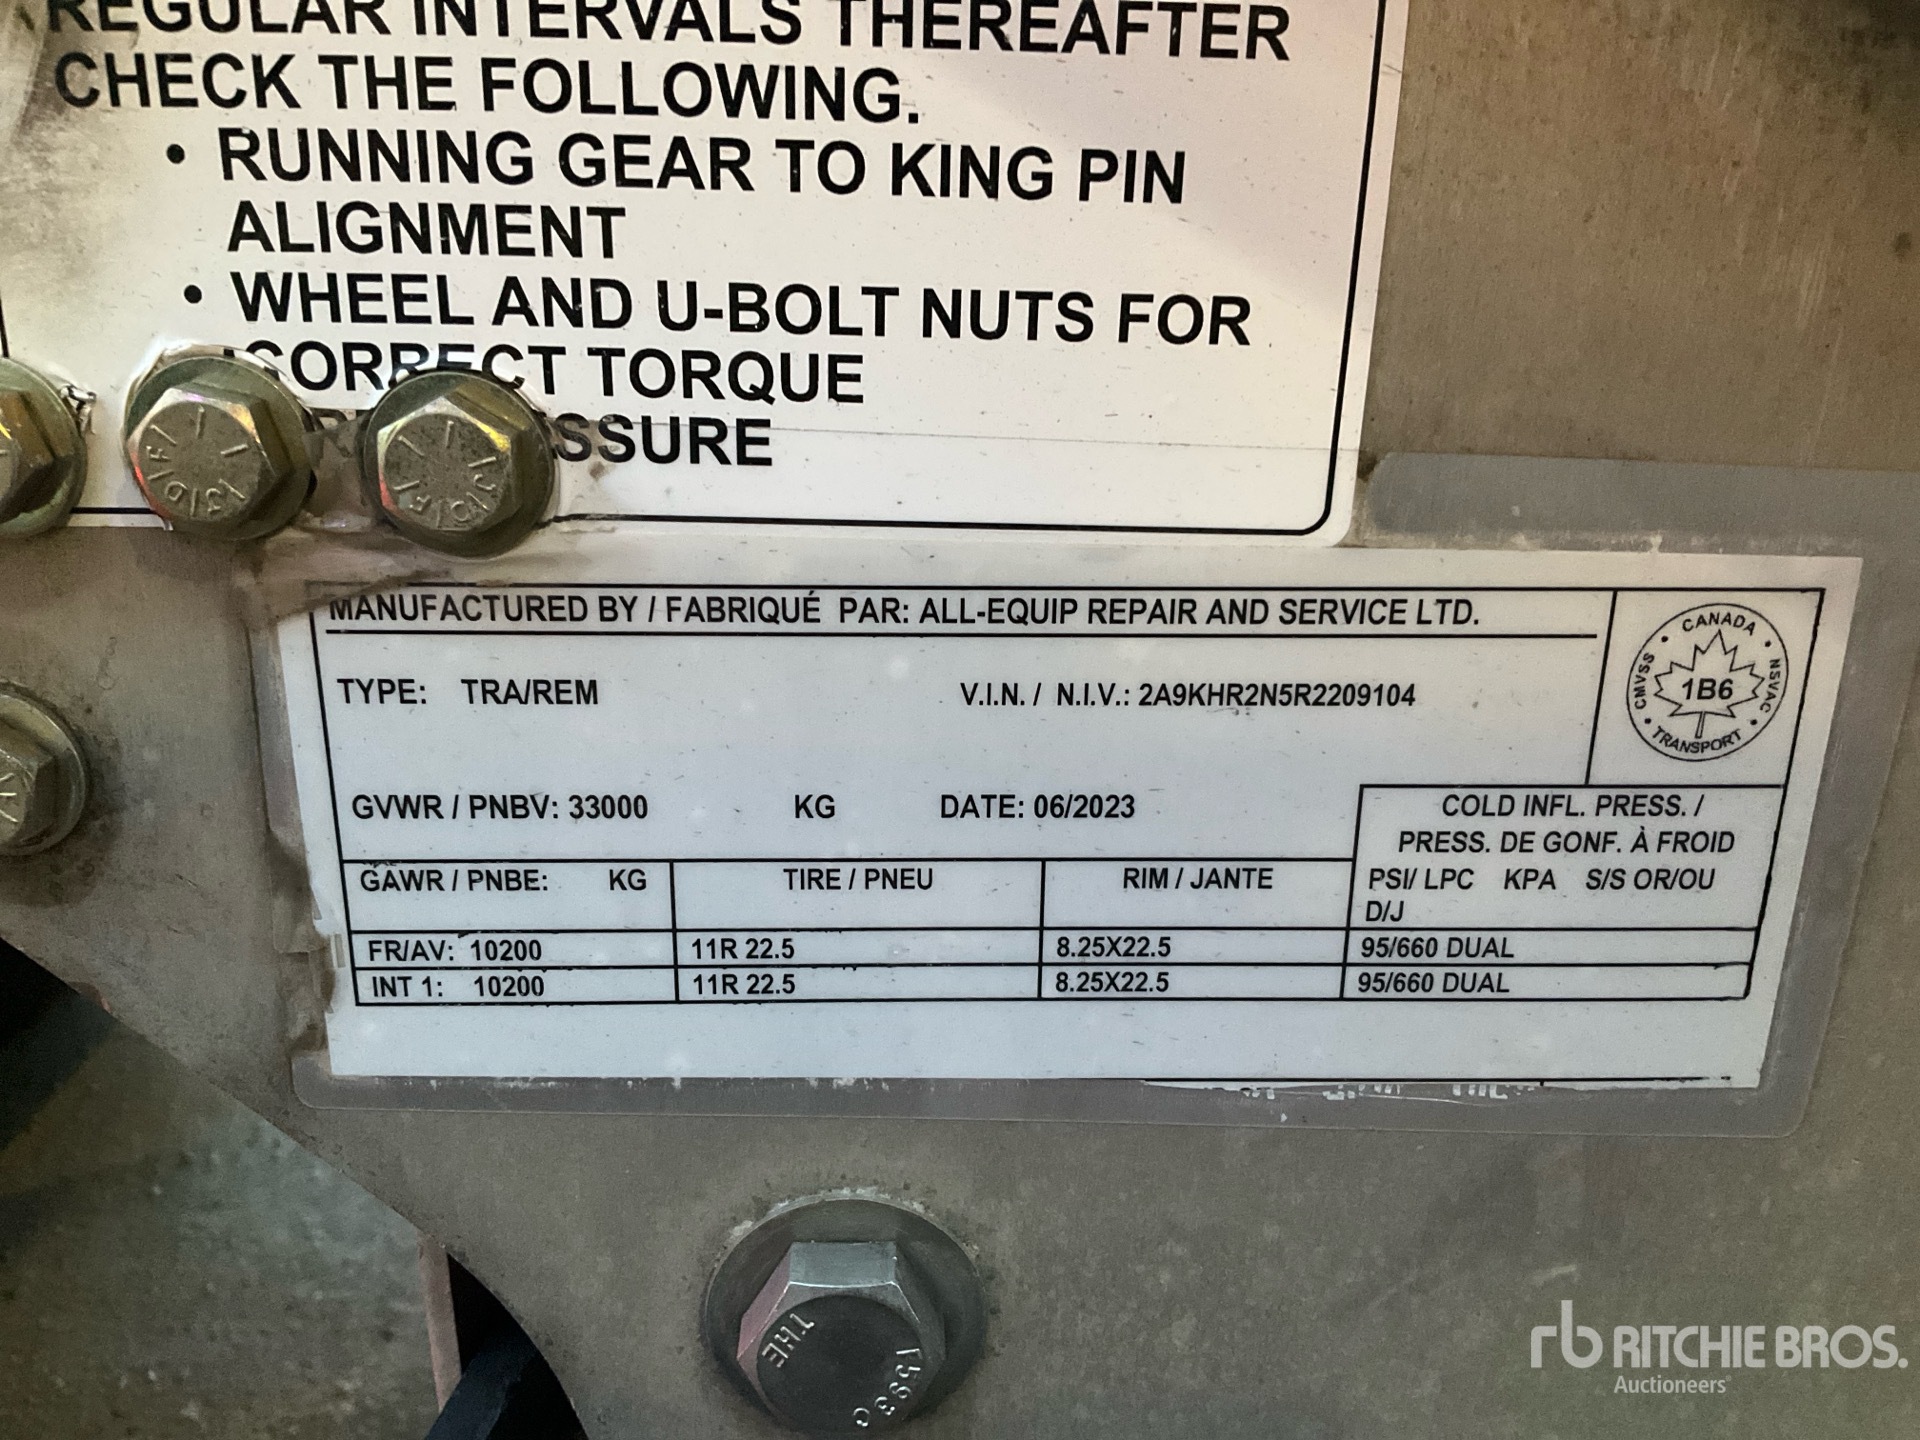 REGULAR INTERVALS THEREAFTER
CHECK THE FOLLOWING.
• RUNNING GEAR TO KING PIN
ALIGNMENT
• WHEEL AND U-BOLT NUTS FOR
CORRECT TORQUE
SSURE
MANUFACTURED BY / FABRIQUÉ PAR: ALL-EQUIP REPAIR AND SERVICE LTD.
CANADA
CMVSS • NSVAC
1B6
TRANSPORT
TYPE: TRA/REM V.I.N. / N.I.V.: 2A9KHR2N5R2209104
GVWR / PNBV: 33000 KG DATE: 06/2023
COLD INFL. PRESS. /
PRESS. DE GONF. À FROID
GAWR / PNBE: KG TIRE / PNEU RIM / JANTE PSI/ LPC KPA S/S OR/OU
D/J
FR/AV: 10200 11R 22.5 8.25X22.5 95/660 DUAL
INT 1: 10200 11R 22.5 8.25X22.5 95/660 DUAL
THE
rb RITCHIE BROS.
Auctioneers